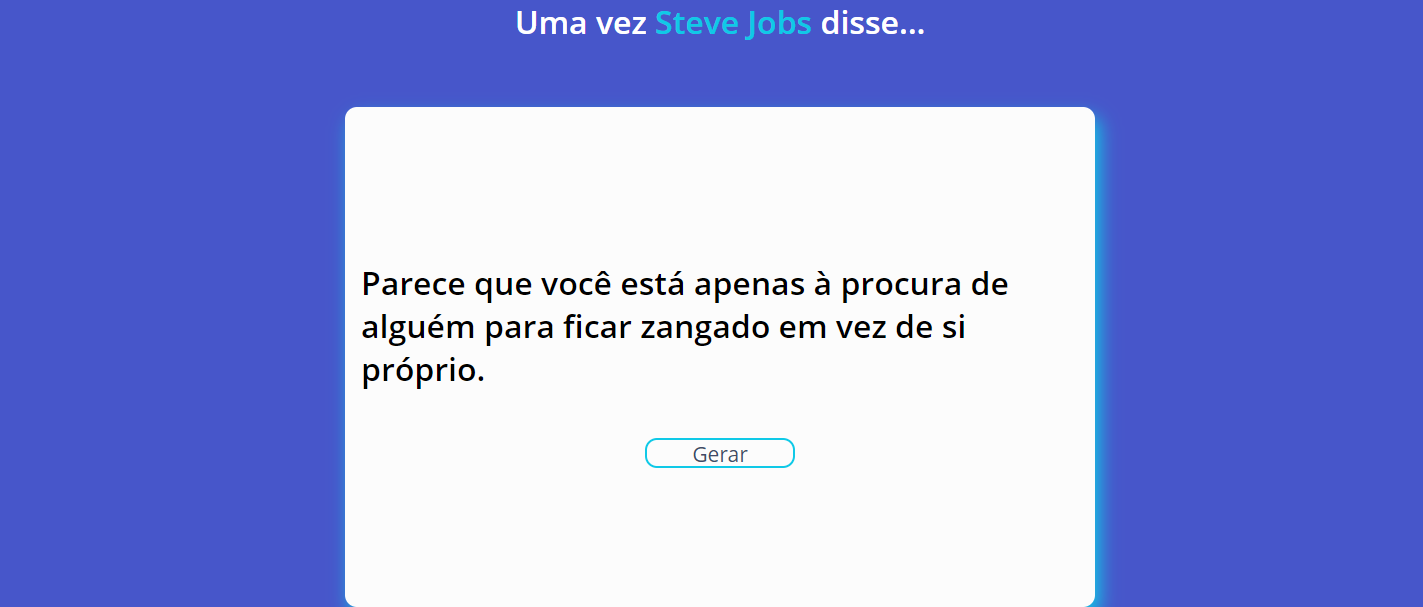 Uma vez Steve Jobs disse...
Parece que você está apenas à procura de
alguém para ficar zangado em vez de si
próprio.
Gerar